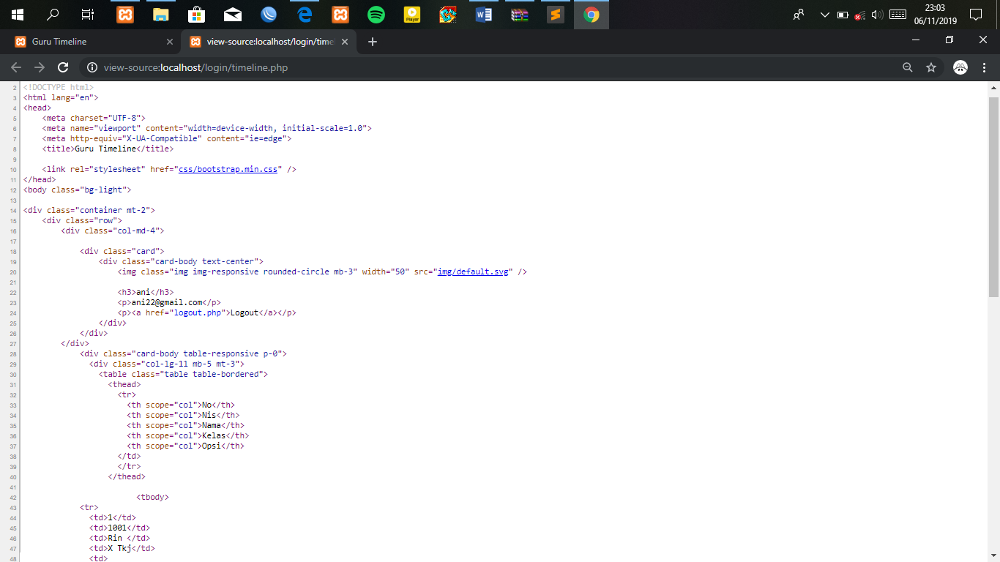 Player
23:03
06/11/2019
Guru Timeline
view-source:localhost/login/time
view-source:localhost/login/timeline.php
2 <!DOCTYPE html>
3 <html lang="en">
4 <head>
5 <meta charset="UTF-8">
6 <meta name="viewport" content="width=device-width, initial-scale=1.0">
7 <meta http-equiv="X-UA-Compatible" content="ie=edge">
8 <title>Guru Timeline</title>
9
10 <link rel="stylesheet" href="css/bootstrap.min.css" />
11 </head>
12 <body class="bg-light">
13
14 <div class="container mt-2">
15 <div class="row">
16 <div class="col-md-4">
17
18 <div class="card">
19 <div class="card-body text-center">
20 <img class="img img-responsive rounded-circle mb-3" width="50" src="img/default.svg" />
21
22 <h3>ani</h3>
23 <p>ani22@gmail.com</p>
24 <p><a href="logout.php">Logout</a></p>
25 </div>
26 </div>
27 </div>
28 <div class="card-body table-responsive p-0">
29 <div class="col-lg-11 mb-5 mt-3">
30 <table class="table table-bordered">
31 <thead>
32 <tr>
33 <th scope="col">No</th>
34 <th scope="col">Nis</th>
35 <th scope="col">Nama</th>
36 <th scope="col">Kelas</th>
37 <th scope="col">Opsi</th>
38 </td>
39 </tr>
40 </thead>
41
42 <tbody>
43 <tr>
44 <td>1</td>
45 <td>1001</td>
46 <td>Rin </td>
47 <td>X Tkj</td>
48 <td>